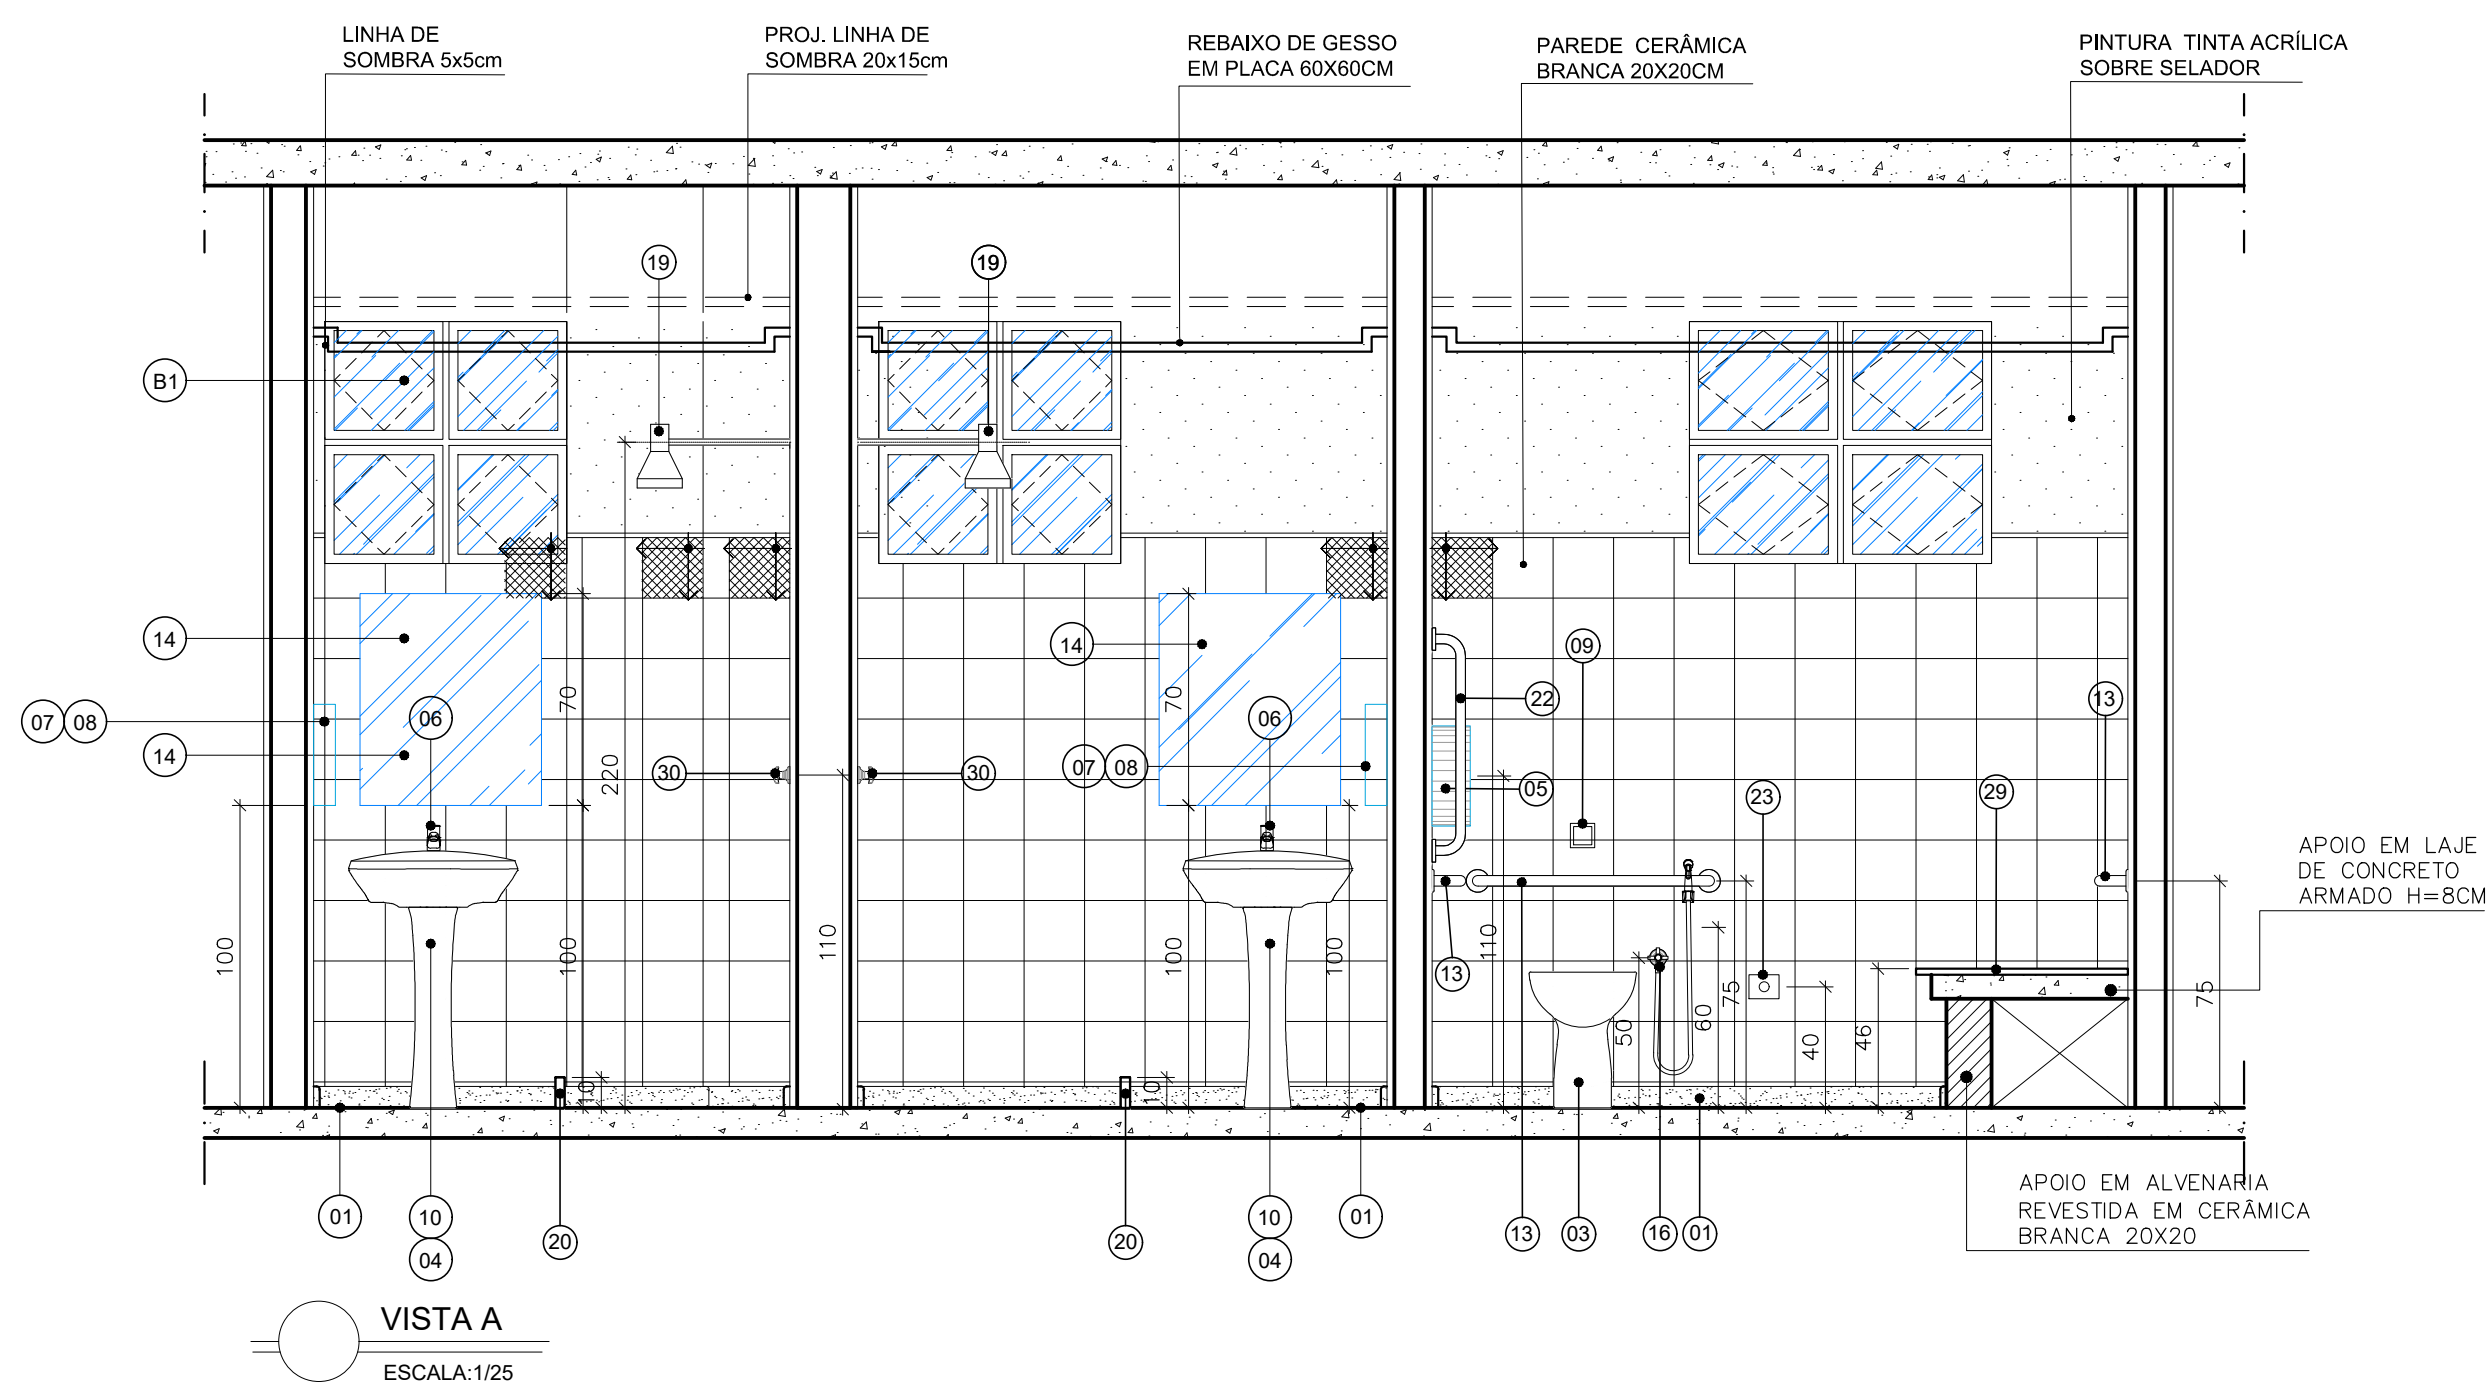 LINHA DE
SOMBRA 5x5cm
PROJ. LINHA DE
SOMBRA 20x15cm
REBAIXO DE GESSO
EM PLACA 60X60CM
PAREDE CERÂMICA
BRANCA 20X20CM
PINTURA TINTA ACRÍLICA
SOBRE SELADOR
19
19
B1
14
14
09
07 08
06
70
22
13
14
70
06
220
30
30
07 08
05
23
29
APOIO EM LAJE
DE CONCRETO
ARMADO H=8CM
100
100
110
100
100
13
110
50
60
75
40
46
75
10
10
APOIO EM ALVENARIA
REVESTIDA EM CERÂMICA
BRANCA 20X20
01
10
04
20
20
10
04
01
13
03
16
01
VISTA A
ESCALA:1/25